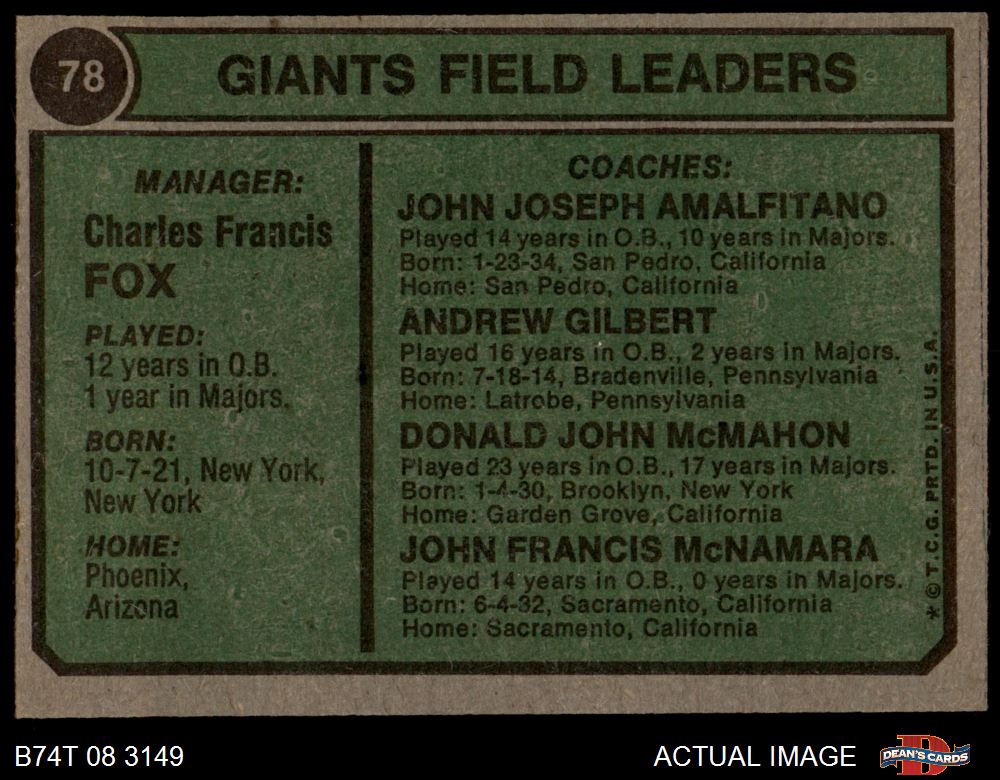 78
GIANTS FIELD LEADERS
MANAGER:
Charles Francis
FOX
PLAYED:
12 years in O.B.
1 year in Majors.
BORN:
10-7-21, New York,
New York
HOME:
Phoenix,
Arizona
COACHES:
JOHN JOSEPH AMALFITANO
Played 14 years in O.B., 10 years in Majors.
Born: 1-23-34, San Pedro, California
Home: San Pedro, California
ANDREW GILBERT
Played 16 years in O.B., 2 years in Majors.
Born: 7-18-14, Bradenville, Pennsylvania
Home: Latrobe, Pennsylvania
DONALD JOHN McMAHON
Played 23 years in O.B., 17 years in Majors.
Born: 1-4-30, Brooklyn, New York
Home: Garden Grove, California
JOHN FRANCIS McNAMARA
Played 14 years in O.B., 0 years in Majors.
Born: 6-4-32, Sacramento, California
Home: Sacramento, California
* © T.C.G. PRTD. IN U.S.A.
B74T 08 3149
ACTUAL IMAGE
D
DEAN'S CARDS